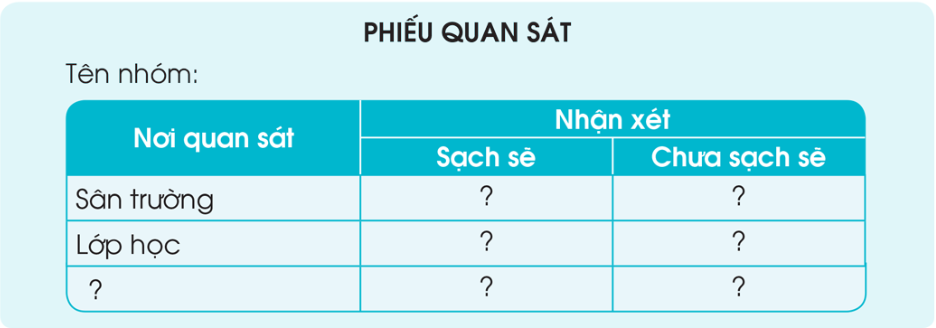 PHIẾU QUAN SÁT
Tên nhóm:
Nơi quan sát
Nhận xét
Sạch sẽ
Chưa sạch sẽ
Sân trường ? ?
Lớp học ? ?
? ? ?